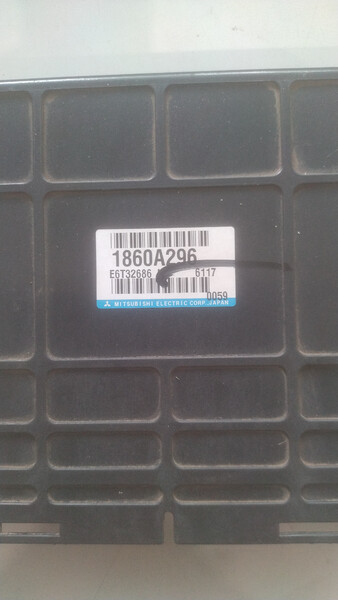 1860A296
E6T32686 6117
0059
MITSUBISHI ELECTRIC CORP. JAPAN